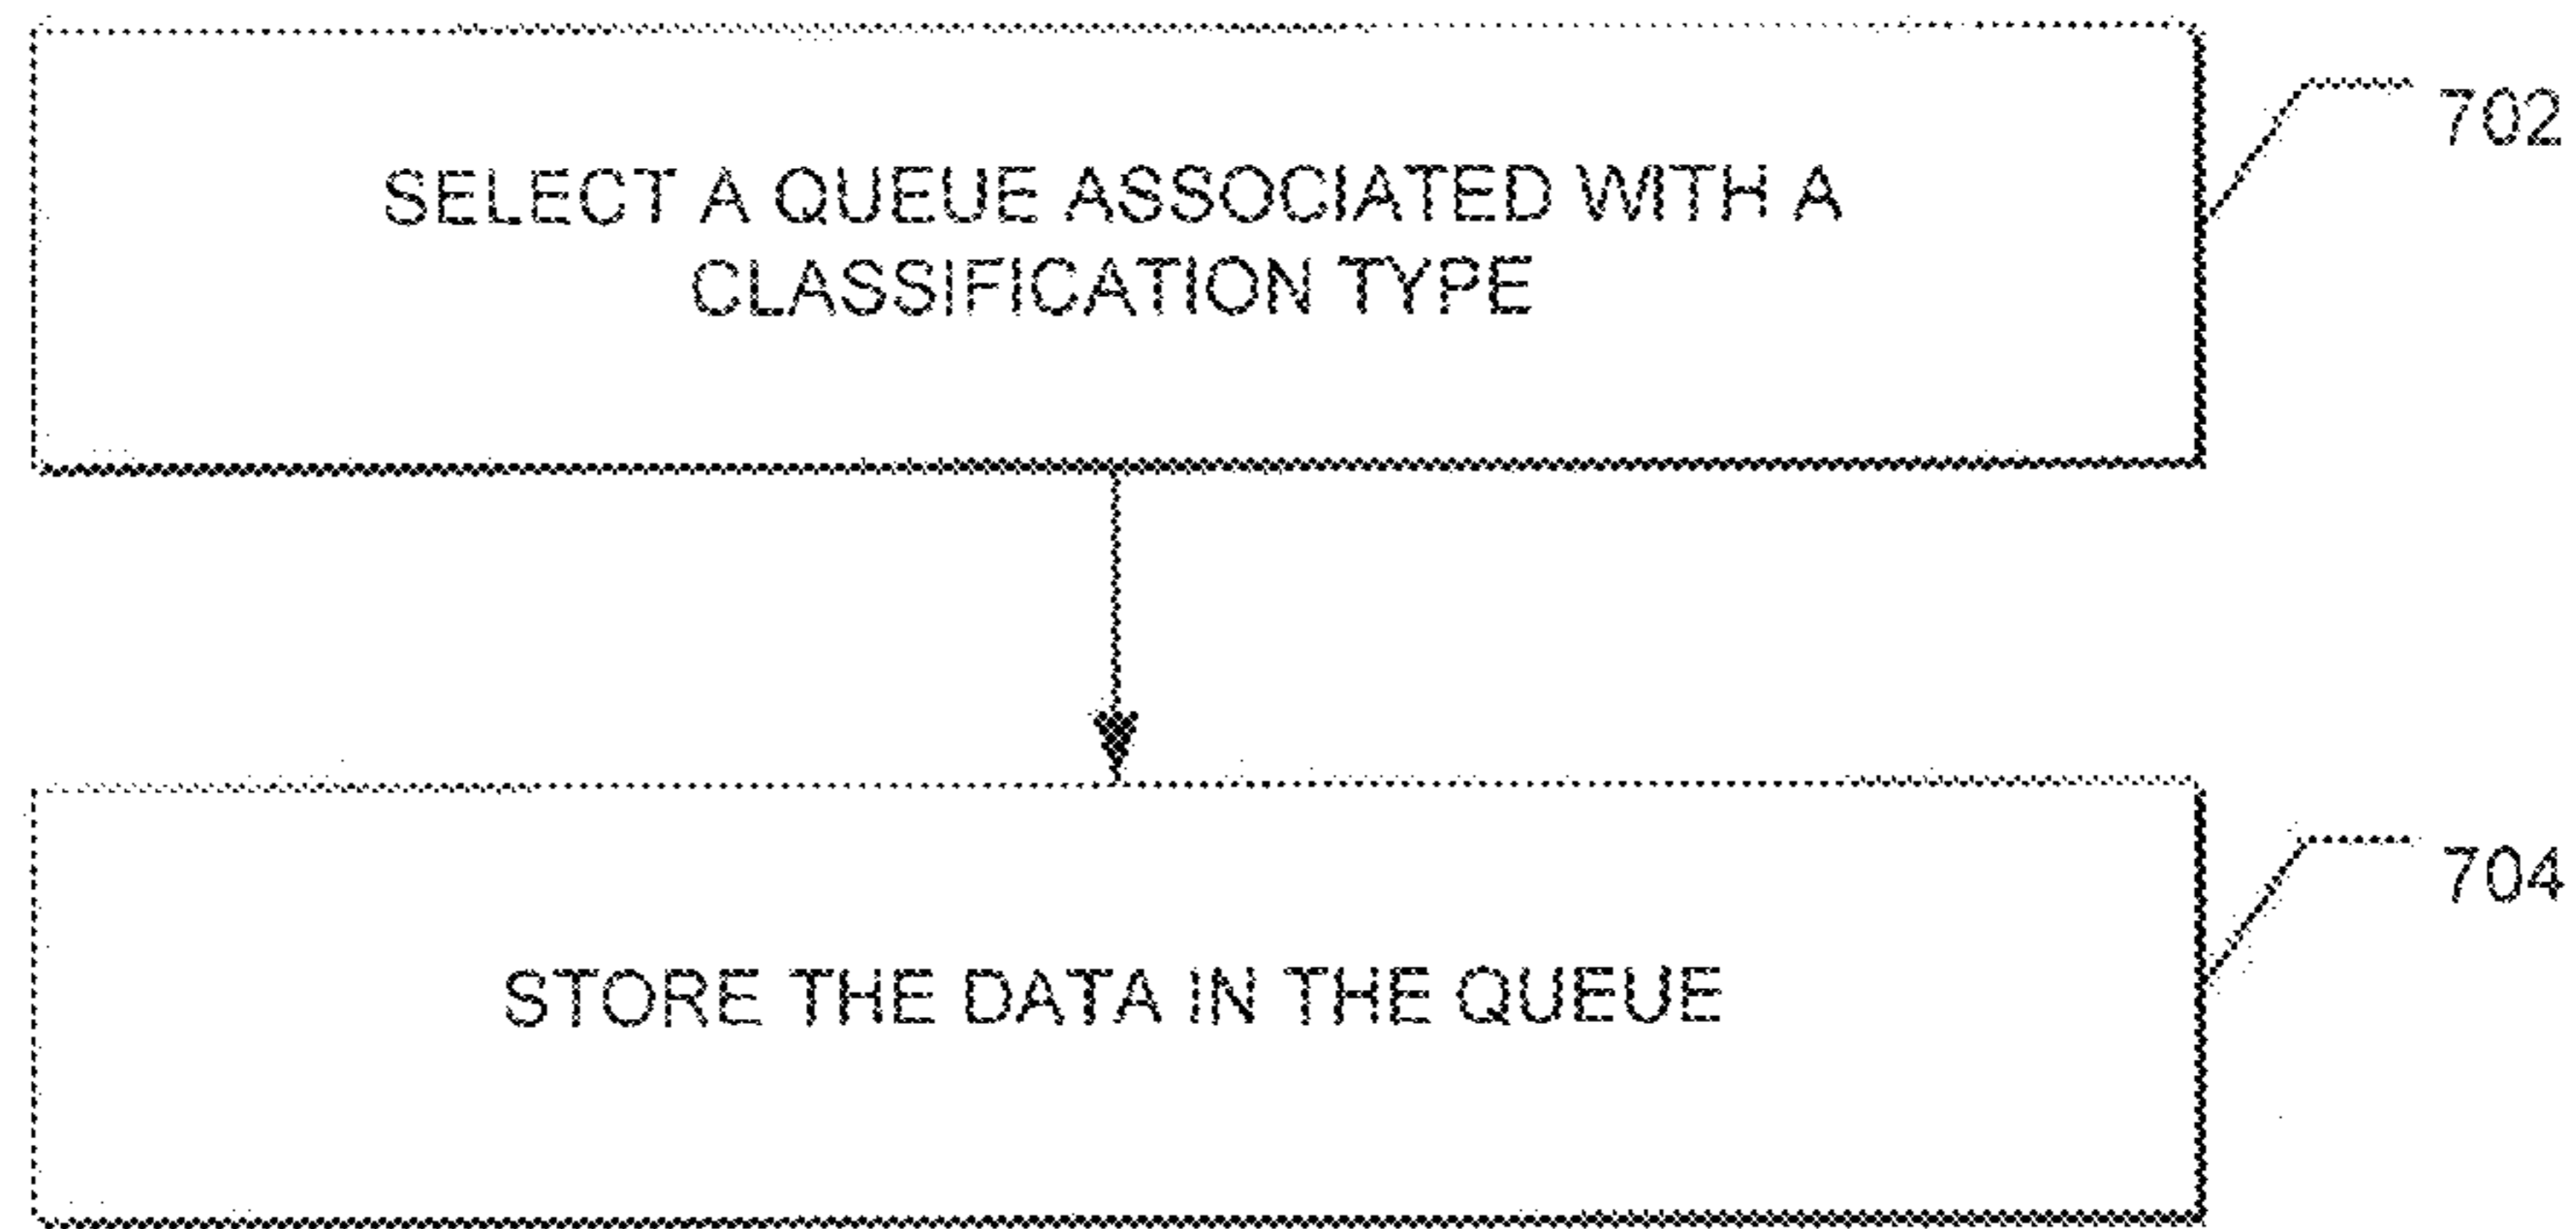 SELECT A QUEUE ASSOCIATED WITH A
CLASSIFICATION TYPE
702
STORE THE DATA IN THE QUEUE
704